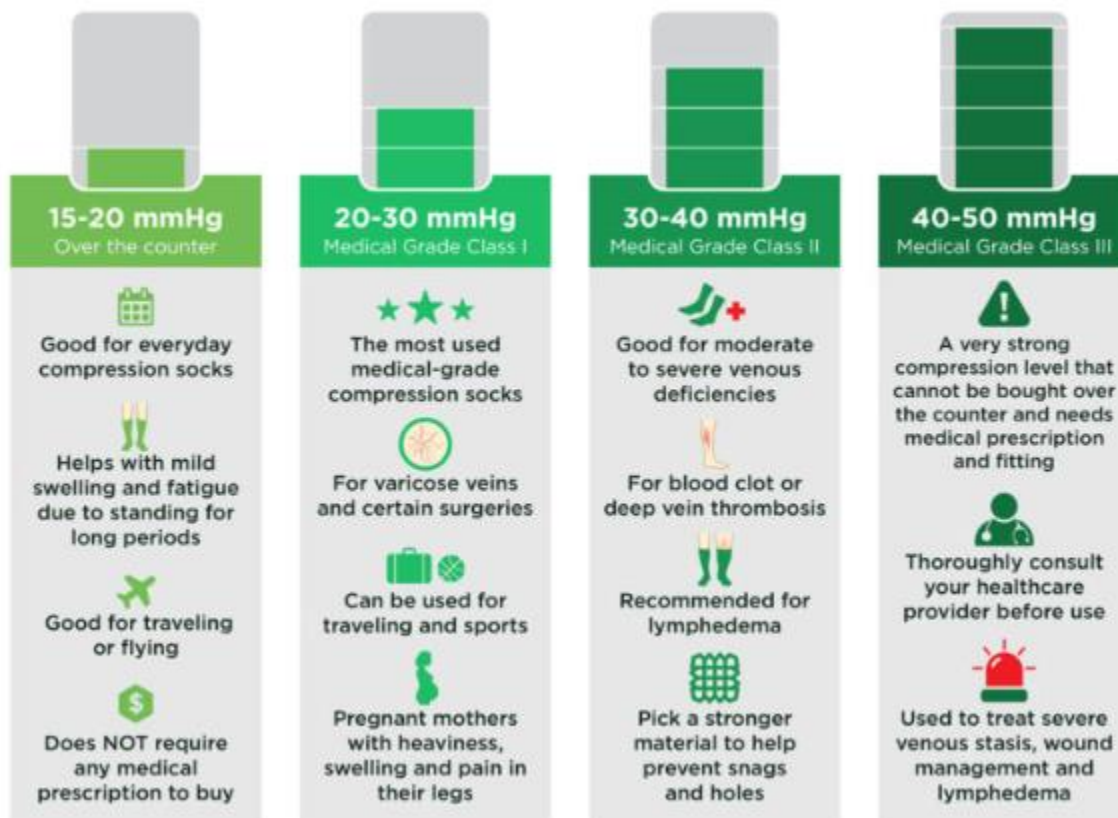 15-20 mmHg
Over the counter
Good for everyday
compression socks
Helps with mild
swelling and fatigue
due to standing for
long periods
Good for traveling
or flying
$
Does NOT require
any medical
prescription to buy
20-30 mmHg
Medical Grade Class I
The most used
medical-grade
compression socks
For varicose veins
and certain surgeries
Can be used for
traveling and sports
Pregnant mothers
with heaviness,
swelling and pain in
their legs
30-40 mmHg
Medical Grade Class II
Good for moderate
to severe venous
deficiencies
For blood clot or
deep vein thrombosis
Recommended for
lymphedema
Pick a stronger
material to help
prevent snags
and holes
40-50 mmHg
Medical Grade Class III
!
A very strong
compression level that
cannot be bought over
the counter and needs
medical prescription
and fitting
Thoroughly consult
your healthcare
provider before use
Used to treat severe
venous stasis, wound
management and
lymphedema